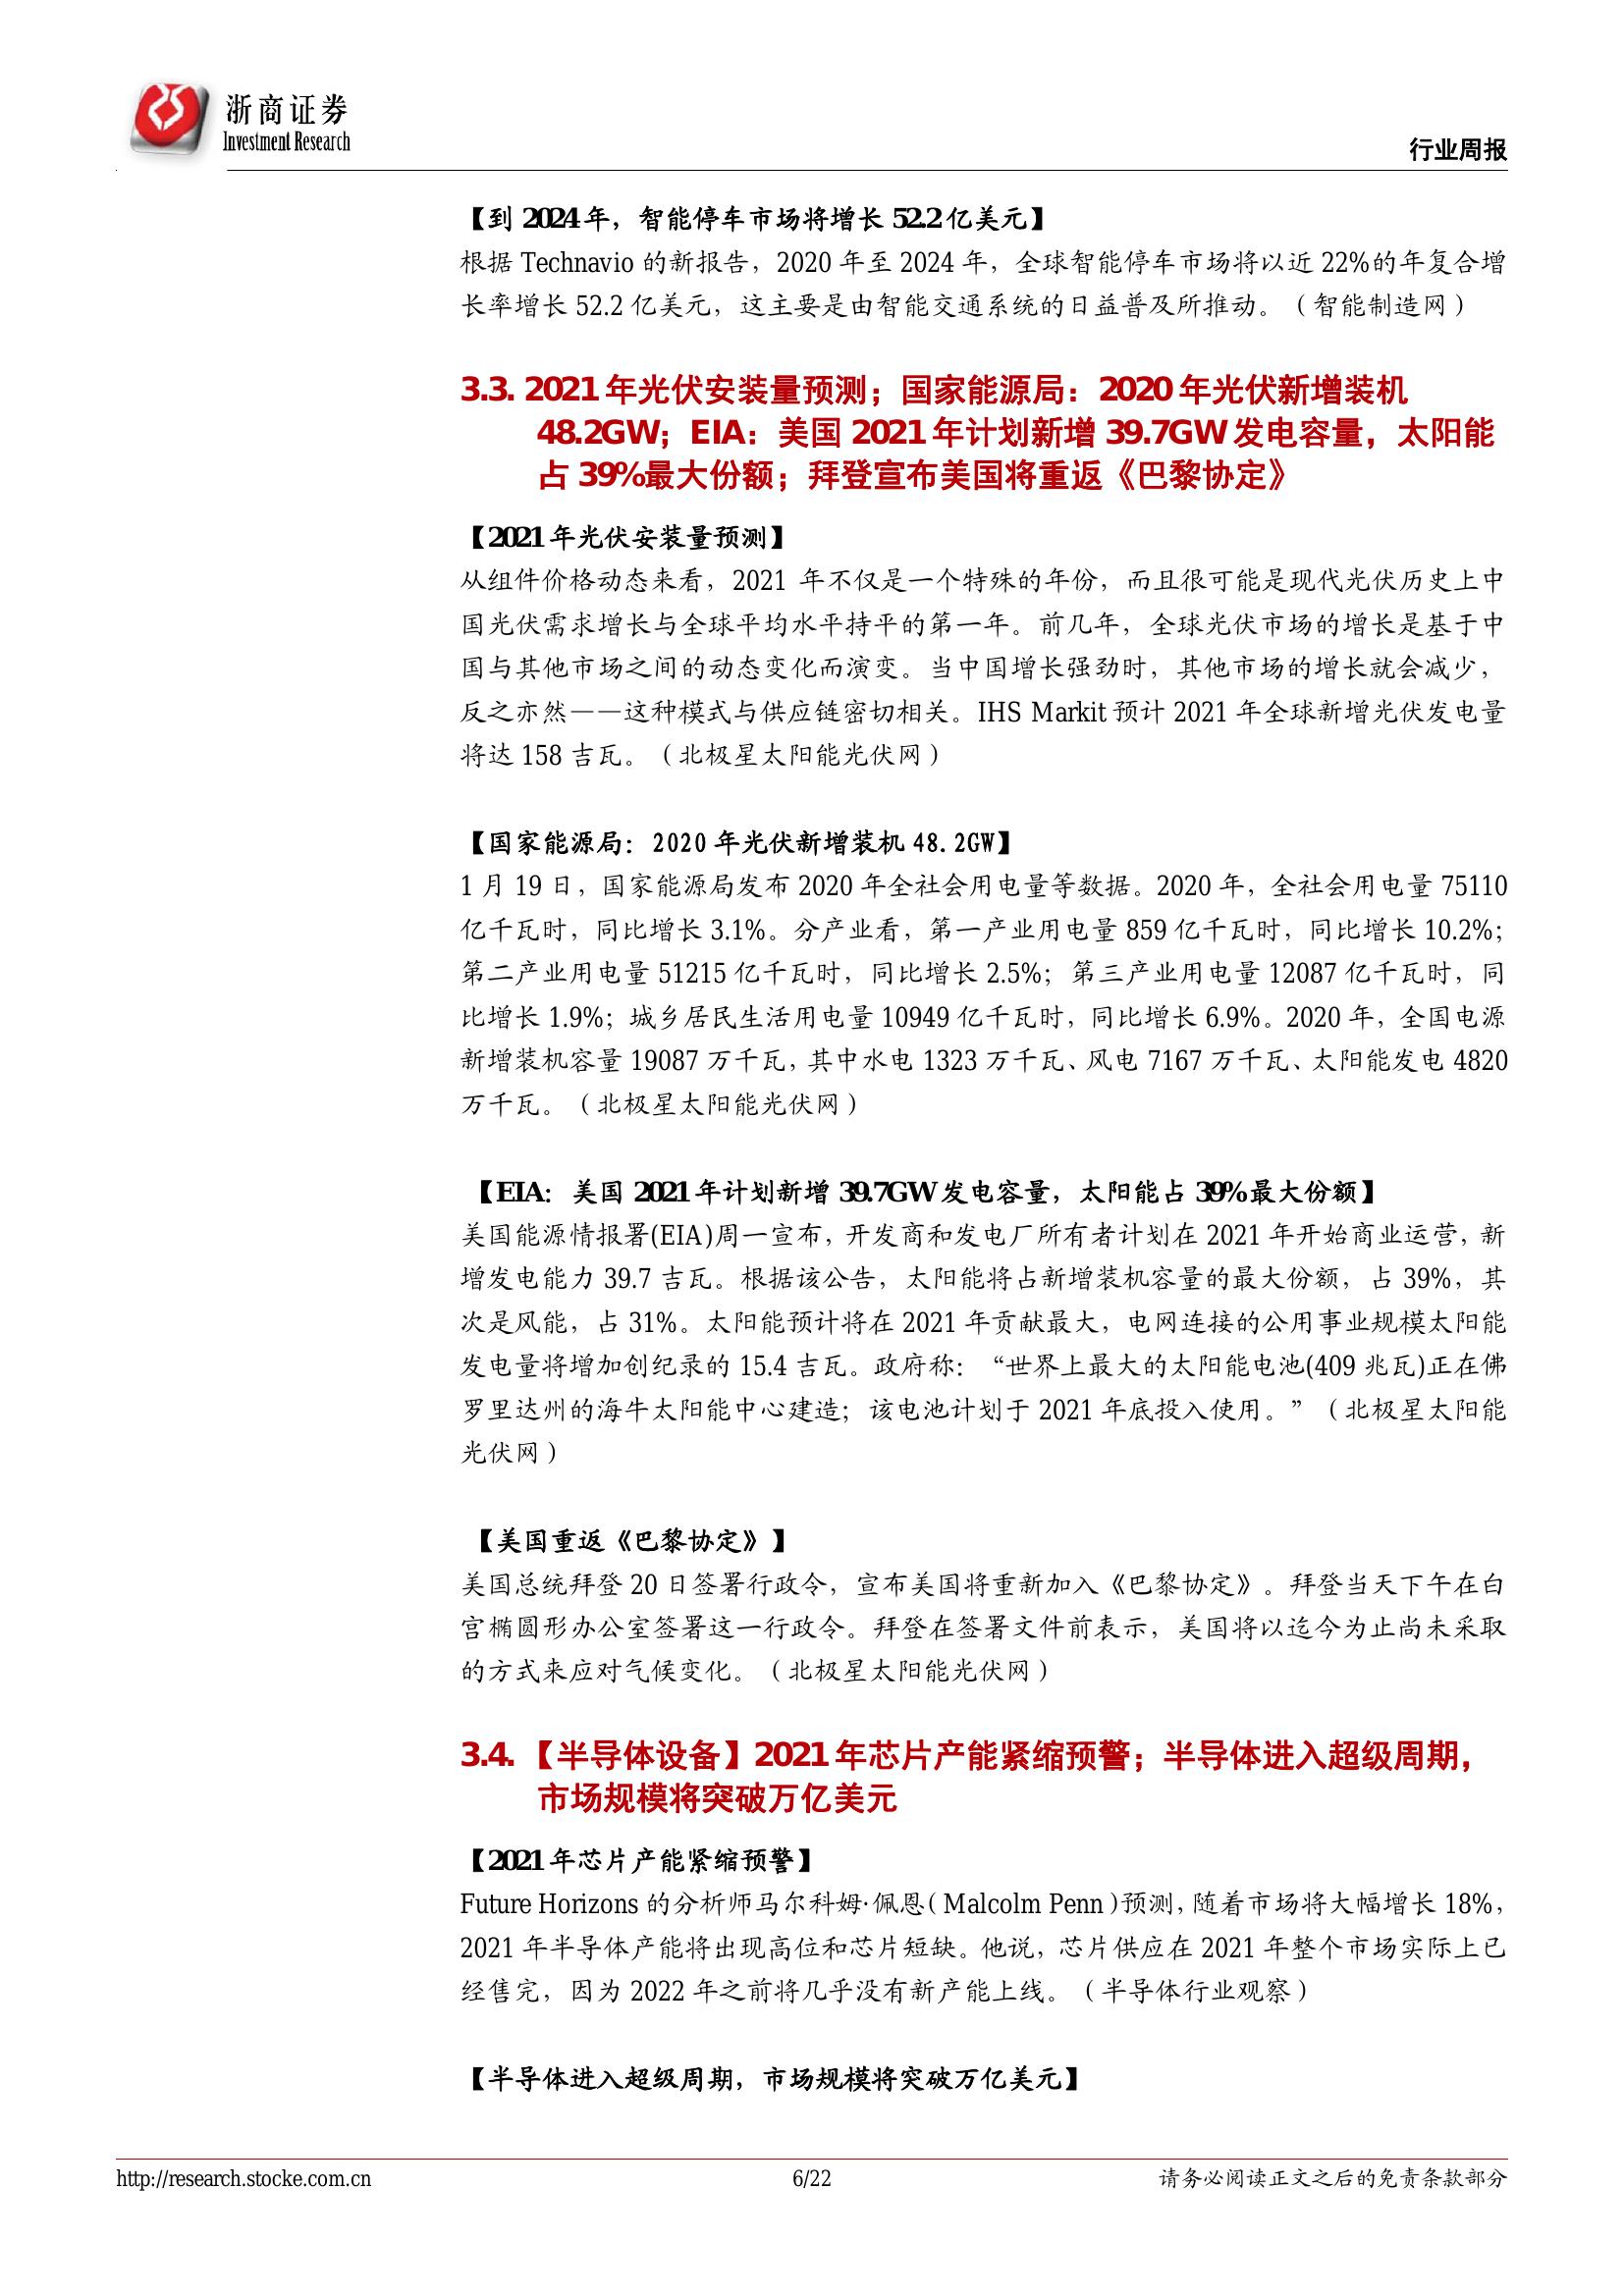 浙商证券
Investment Research
行业周报
【到 2024 年，智能停车市场将增长 52.2 亿美元】
根据 Technavio 的新报告，2020 年至 2024 年，全球智能停车市场将以近 22%的年复合增
长率增长 52.2 亿美元，这主要是由智能交通系统的日益普及所推动。（智能制造网）
3.3. 2021 年光伏安装量预测；国家能源局：2020 年光伏新增装机
48.2GW；EIA：美国 2021 年计划新增 39.7GW 发电容量，太阳能
占 39%最大份额；拜登宣布美国将重返《巴黎协定》
【2021 年光伏安装量预测】
从组件价格动态来看，2021 年不仅是一个特殊的年份，而且很可能是现代光伏历史上中
国光伏需求增长与全球平均水平持平的第一年。前几年，全球光伏市场的增长是基于中
国与其他市场之间的动态变化而演变。当中国增长强劲时，其他市场的增长就会减少，
反之亦然——这种模式与供应链密切相关。IHS Markit 预计 2021 年全球新增光伏发电量
将达 158 吉瓦。（北极星太阳能光伏网）
【国家能源局：2020 年光伏新增装机 48.2GW】
1 月 19 日，国家能源局发布 2020 年全社会用电量等数据。2020 年，全社会用电量 75110
亿千瓦时，同比增长 3.1%。分产业看，第一产业用电量 859 亿千瓦时，同比增长 10.2%；
第二产业用电量 51215 亿千瓦时，同比增长 2.5%；第三产业用电量 12087 亿千瓦时，同
比增长 1.9%；城乡居民生活用电量 10949 亿千瓦时，同比增长 6.9%。2020 年，全国电源
新增装机容量 19087 万千瓦，其中水电 1323 万千瓦、风电 7167 万千瓦、太阳能发电 4820
万千瓦。（北极星太阳能光伏网）
【EIA：美国 2021 年计划新增 39.7GW 发电容量，太阳能占 39%最大份额】
美国能源情报署(EIA)周一宣布，开发商和发电厂所有者计划在 2021 年开始商业运营，新
增发电能力 39.7 吉瓦。根据该公告，太阳能将占新增装机容量的最大份额，占 39%，其
次是风能，占 31%。太阳能预计将在 2021 年贡献最大，电网连接的公用事业规模太阳能
发电量将增加创纪录的 15.4 吉瓦。政府称：“世界上最大的太阳能电池(409 兆瓦)正在佛
罗里达州的海牛太阳能中心建造；该电池计划于 2021 年底投入使用。”（北极星太阳能
光伏网）
【美国重返《巴黎协定》】
美国总统拜登 20 日签署行政令，宣布美国将重新加入《巴黎协定》。拜登当天下午在白
宫椭圆形办公室签署这一行政令。拜登在签署文件前表示，美国将以迄今为止尚未采取
的方式来应对气候变化。（北极星太阳能光伏网）
3.4. 【半导体设备】2021 年芯片产能紧缩预警；半导体进入超级周期，
市场规模将突破万亿美元
【2021 年芯片产能紧缩预警】
Future Horizons 的分析师马尔科姆·佩恩（Malcolm Penn）预测，随着市场将大幅增长 18%，
2021 年半导体产能将出现高位和芯片短缺。他说，芯片供应在 2021 年整个市场实际上已
经售完，因为 2022 年之前将几乎没有新产能上线。（半导体行业观察）
【半导体进入超级周期，市场规模将突破万亿美元】
http://research.stocke.com.cn
6/22
请务必阅读正文之后的免责条款部分